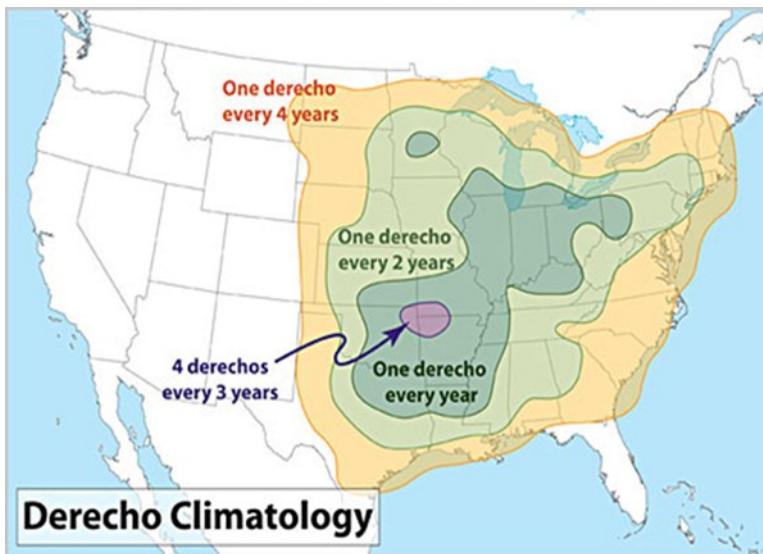 One derecho
every 4 years
One derecho
every 2 years
4 derechos
every 3 years
One derecho
every year
Derecho Climatology